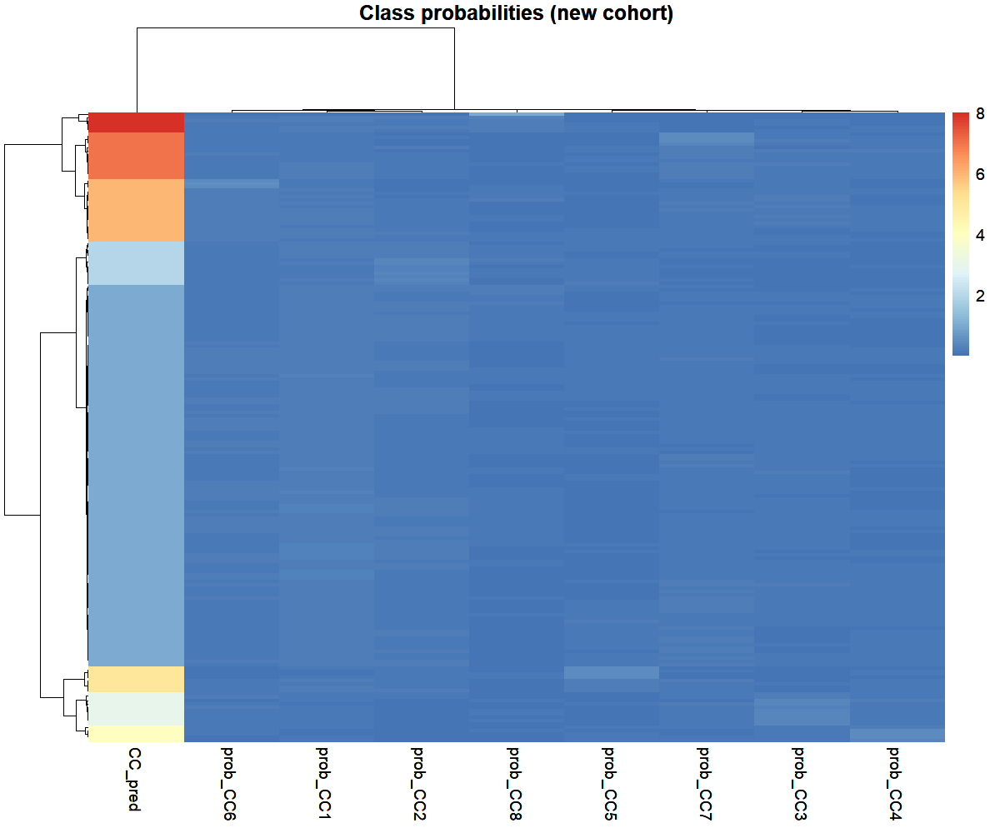 Class probabilities (new cohort)
8
6
4
2
CC_pred
prob_CC6
prob_CC1
prob_CC2
prob_CC8
prob_CC5
prob_CC7
prob_CC3
prob_CC4